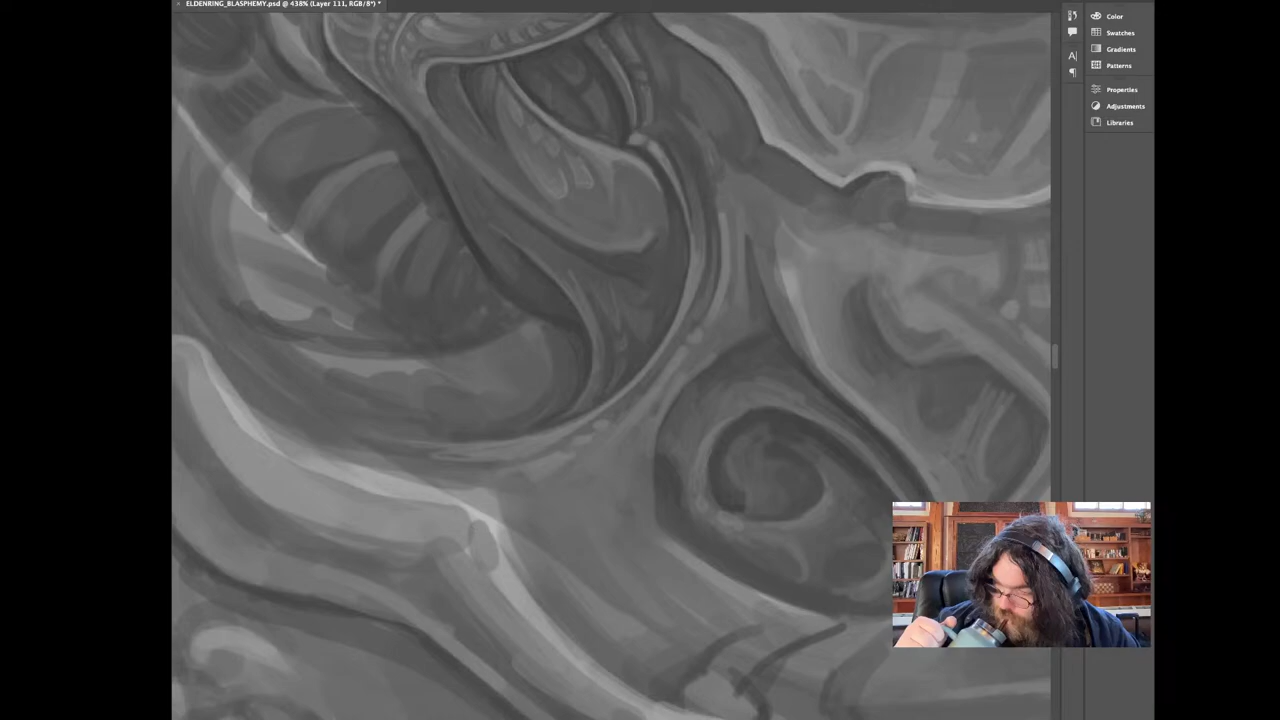 × ELDENRING_BLASPHEMY.psd @ 438% (Layer 111, RGB/8*) *
Color
Swatches
Gradients
Patterns
Properties
Adjustments
Libraries